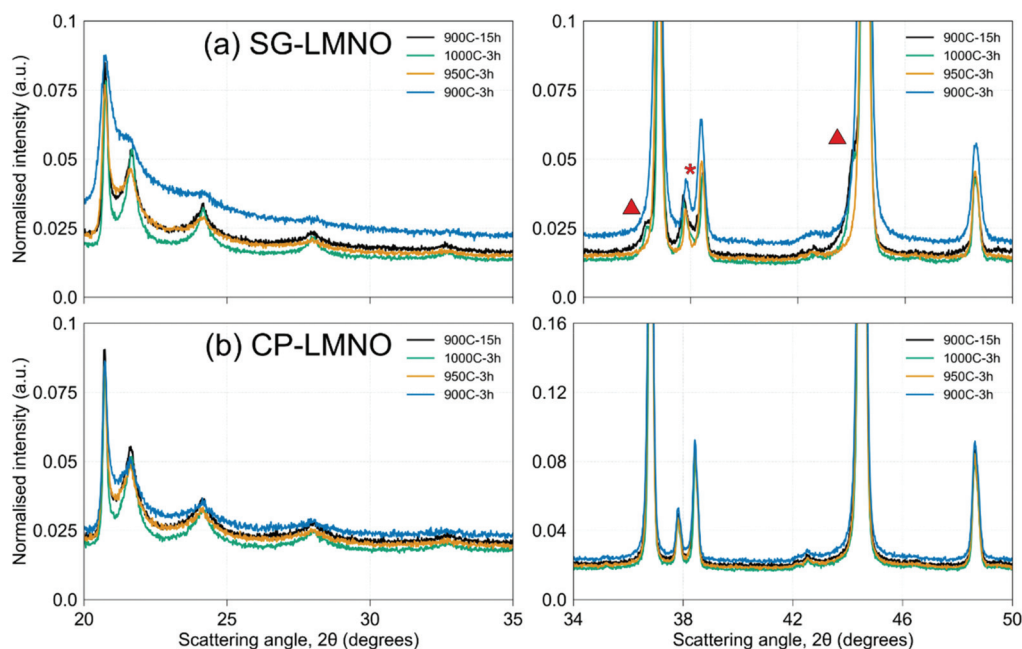 (a) SG-LMNO
Normalised intensity (a.u.)
0.1
0.075
0.05
0.025
0.0
900C-15h
1000C-3h
950C-3h
900C-3h
0.1
0.075
0.05
0.025
0.0
*
900C-15h
1000C-3h
950C-3h
900C-3h
(b) CP-LMNO
Normalised intensity (a.u.)
0.1
0.075
0.05
0.025
0.0
900C-15h
1000C-3h
950C-3h
900C-3h
20 25 30 35
Scattering angle, 2θ (degrees)
0.16
0.12
0.08
0.04
0.0
900C-15h
1000C-3h
950C-3h
900C-3h
34 38 42 46 50
Scattering angle, 2θ (degrees)